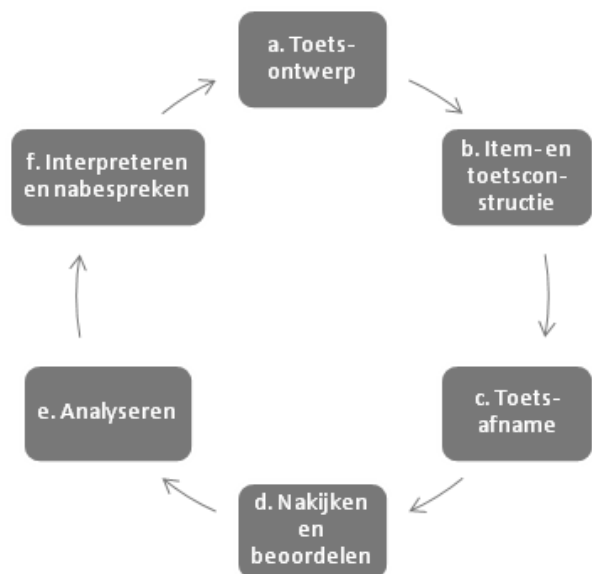 a. Toets-
ontwerp
b. Item- en
toetscon-
structie
c. Toets-
afname
d. Nakijken
en
beoordelen
e. Analyseren
f. Interpreteren
en nabespreken